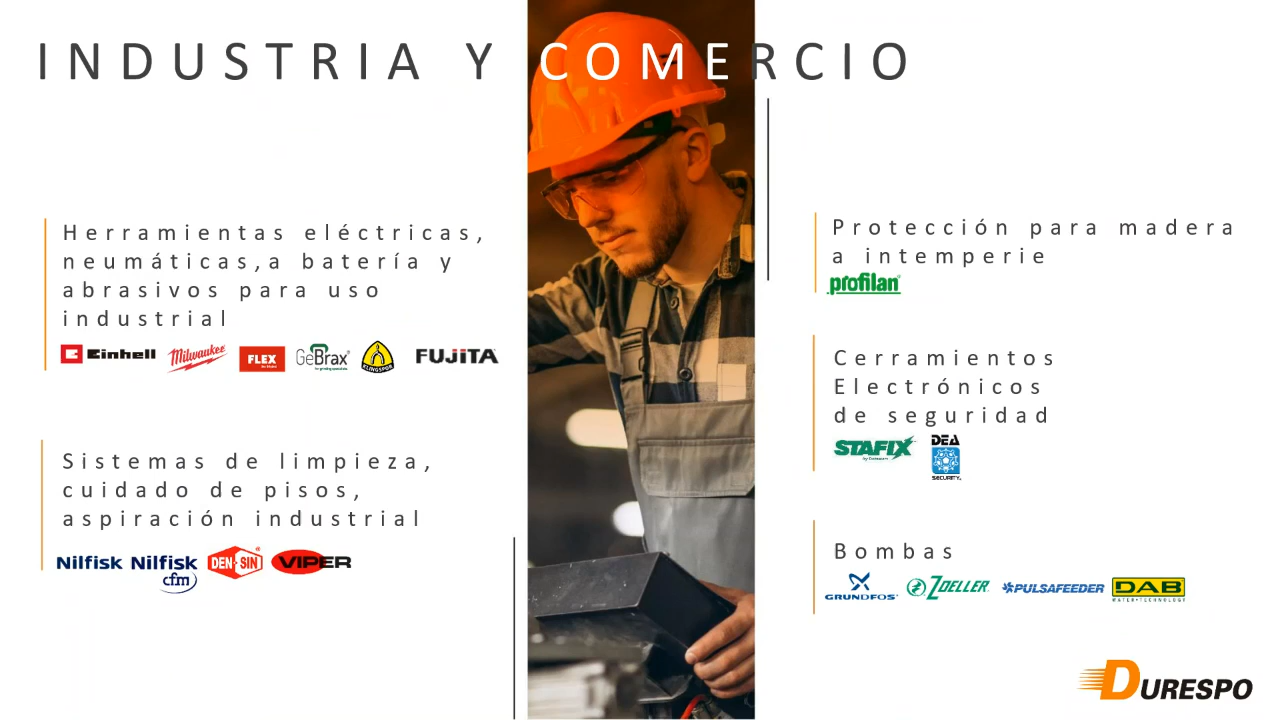 INDUSTRIA Y COMERCIO
Herramientas eléctricas,
neumáticas,a batería y
abrasivos para uso
industrial
Einhell Milwaukee FLEX GeBrax KLINGSPOR FUJITA
Sistemas de limpieza,
cuidado de pisos,
aspiración industrial
Nilfisk Nilfisk DEN-SIN VIPER
cfm
Protección para madera
a intemperie
profilan
Cerramientos
Electrónicos
de seguridad
STAFIX DEA
SECURITY
Bombas
GRUNDFOS ZOELLER PULSAFEEDER DAB
WATER•TECHNOLOGY
DURESPO